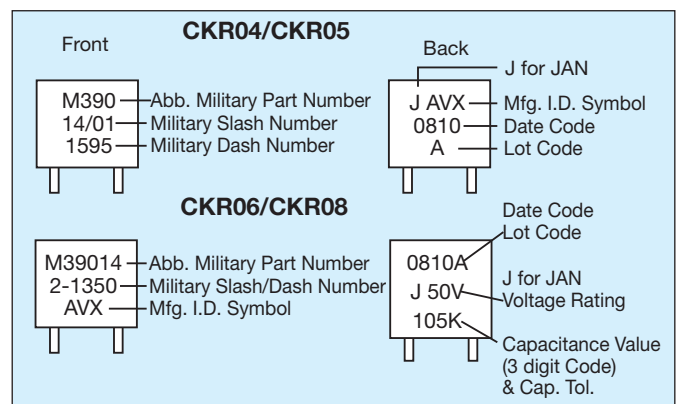 CKR04/CKR05
Front
M390
14/01
1595
Abb. Military Part Number
Military Slash Number
Military Dash Number
Back
J for JAN
J AVX
0810
A
Mfg. I.D. Symbol
Date Code
Lot Code
CKR06/CKR08
M39014
2-1350
AVX
Abb. Military Part Number
Military Slash/Dash Number
Mfg. I.D. Symbol
Date Code
Lot Code
0810A
J 50V
105K
J for JAN
Voltage Rating
Capacitance Value
(3 digit Code)
& Cap. Tol.